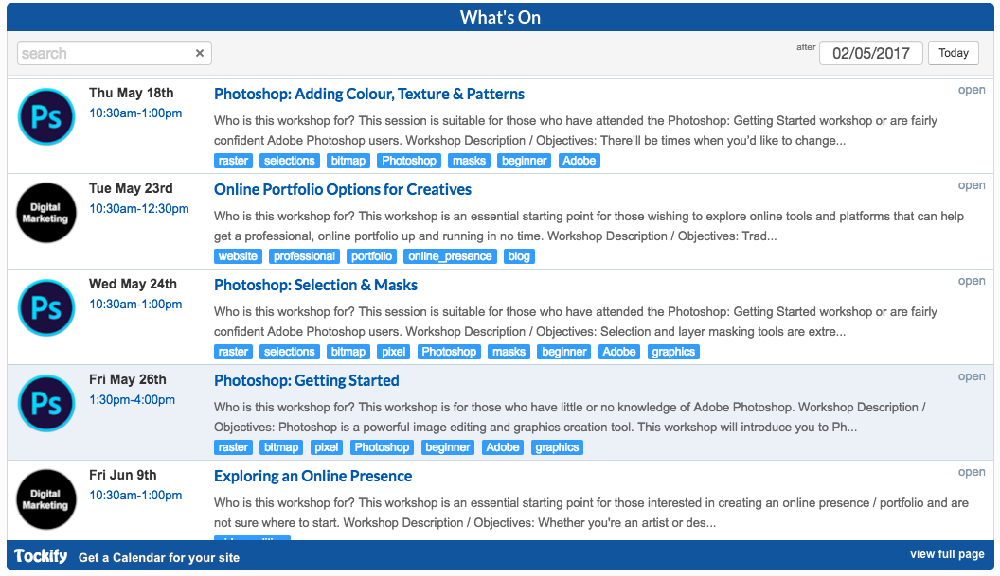 What's On
search ×
after 02/05/2017 Today
Ps
Thu May 18th
10:30am-1:00pm
Photoshop: Adding Colour, Texture & Patterns
open
Who is this workshop for? This session is suitable for those who have attended the Photoshop: Getting Started workshop or are fairly
confident Adobe Photoshop users. Workshop Description / Objectives: There'll be times when you'd like to change...
raster selections bitmap Photoshop masks beginner Adobe
Digital
Marketing
Tue May 23rd
10:30am-12:30pm
Online Portfolio Options for Creatives
open
Who is this workshop for? This workshop is an essential starting point for those wishing to explore online tools and platforms that can help
get a professional, online portfolio up and running in no time. Workshop Description / Objectives: Trad...
website professional portfolio online_presence blog
Ps
Wed May 24th
10:30am-1:00pm
Photoshop: Selection & Masks
open
Who is this workshop for? This session is suitable for those who have attended the Photoshop: Getting Started workshop or are fairly
confident Adobe Photoshop users. Workshop Description / Objectives: Selection and layer masking tools are extre...
raster selections bitmap pixel Photoshop masks beginner Adobe graphics
Ps
Fri May 26th
1:30pm-4:00pm
Photoshop: Getting Started
open
Who is this workshop for? This workshop is for those who have little or no knowledge of Adobe Photoshop. Workshop Description /
Objectives: Photoshop is a powerful image editing and graphics creation tool. This workshop will introduce you to Ph...
raster bitmap pixel Photoshop beginner Adobe graphics
Digital
Marketing
Fri Jun 9th
10:30am-1:00pm
Exploring an Online Presence
open
Who is this workshop for? This workshop is an essential starting point for those interested in creating an online presence / portfolio and are
not sure where to start. Workshop Description / Objectives: Whether you're an artist or des...
Tockify Get a Calendar for your site view full page